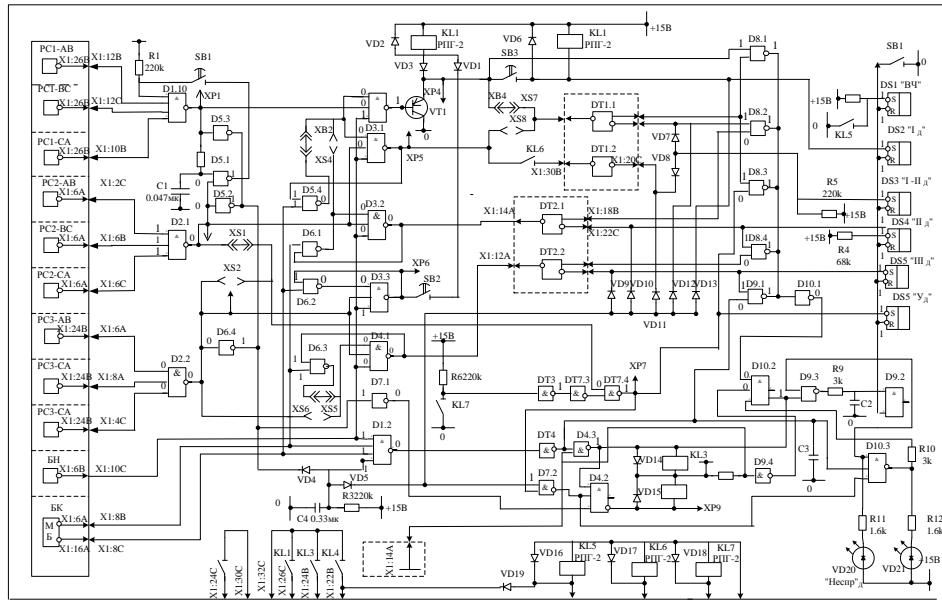 РС1-АВ
X1:26В
X1:12В
РС1-ВС
X1:26В
X1:12С
РС1-СА
X1:26В
X1:10В
РС2-АВ
X1:6А
X1:2С
РС2-ВС
X1:6А
X1:6В
РС2-СА
X1:6А
X1:6С
РС3-АВ
X1:24В
X1:6А
РС3-СА
X1:24В
X1:8А
РС3-СА
X1:24В
X1:4С
БН
X1:6В
X1:10С
БК
X1:6А
X1:8В
М
Б
X1:16А
X1:8С
R1
220k
SB1
XP1
D1.10
D5.3
D5.1
C1
0.047мк
D5.2
D2.1
XS1
XS2
D6.4
D2.2
XB2
XS4
D5.4
D6.1
D6.2
D6.3
XS6
XS5
D3.1
D3.2
D3.3
D4.1
D7.1
D1.2
VD4
VD5
C4 0.33мк
R3220k
+15В
VD2
KL1
РПГ-2
VD3
VD1
XP4
VT1
XP5
XP6
SB2
+15В
R6220k
KL7
VD6
KL1
РПГ-2
+15В
SB3
XB4
XS7
XS8
KL6
X1:30В
DT1.1
DT1.2
X1:20С
X1:14А
DT2.1
X1:18В
X1:22С
X1:12А
DT2.2
VD7
VD8
VD9
VD10
VD11
VD12
VD13
D8.1
D8.2
D8.3
D8.4
D9.1
D10.1
R5
220k
+15В
+15В
R4
68k
SB1
+15В
KL5
DS1 "ВЧ"
DS2 "I д"
DS3 "I -II д"
DS4 "II д"
DS5 "III д"
DS5 "Уд"
XP7
DT3
DT7.3
DT7.4
DT4
D4.3
D7.2
D4.2
VD14
KL3
VD15
XP9
D9.4
C3
D10.2
D9.3
R9
3k
C2
D9.2
D10.3
R10
3k
R11
1.6k
R12
1.6k
VD20
"Неспр"д
VD21
+15В
X1:24С
X1:30С
X1:32С
KL1
X1:26С
KL3
X1:24В
KL4
X1:22В
X1:14А
VD19
VD16
KL5
РПГ-2
VD17
KL6
РПГ-2
VD18
KL7
РПГ-2